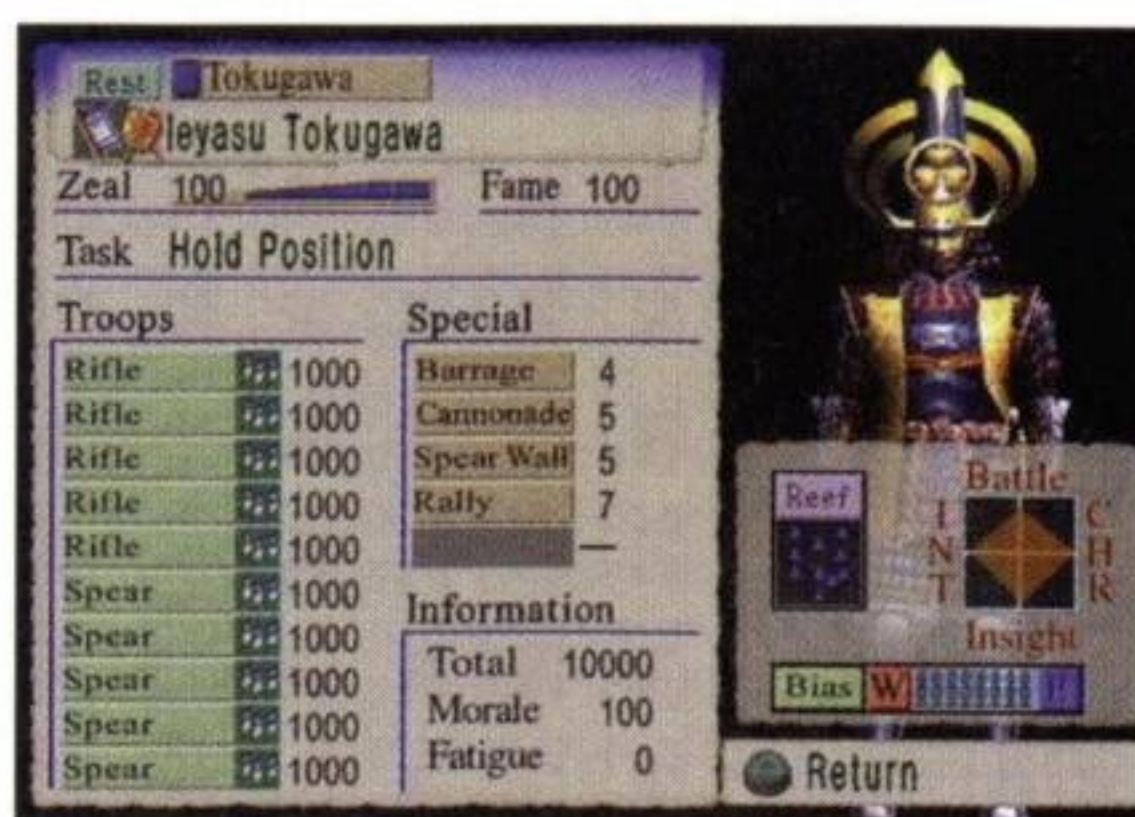 Rest Tokugawa
Ieyasu Tokugawa
Zeal 100 Fame 100
Task Hold Position
Troops
Rifle 1000
Rifle 1000
Rifle 1000
Rifle 1000
Rifle 1000
Spear 1000
Spear 1000
Spear 1000
Spear 1000
Spear 1000
Special
Barrage 4
Cannonade 5
Spear Wall 5
Rally 7
—
Information
Total 10000
Morale 100
Fatigue 0
Reef
Battle
INT
CHR
Insight
Bias W E
Return